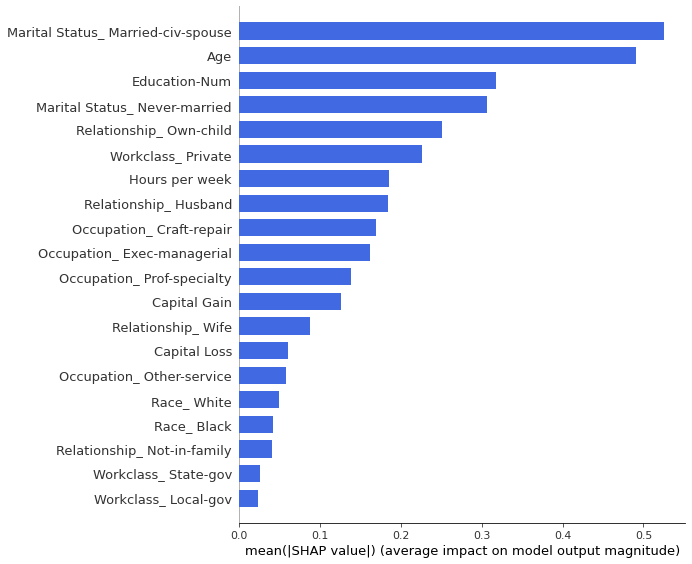 Marital Status_ Married-civ-spouse
Age
Education-Num
Marital Status_ Never-married
Relationship_ Own-child
Workclass_ Private
Hours per week
Relationship_ Husband
Occupation_ Craft-repair
Occupation_ Exec-managerial
Occupation_ Prof-specialty
Capital Gain
Relationship_ Wife
Capital Loss
Occupation_ Other-service
Race_ White
Race_ Black
Relationship_ Not-in-family
Workclass_ State-gov
Workclass_ Local-gov
0.0 0.1 0.2 0.3 0.4 0.5
mean(|SHAP value|) (average impact on model output magnitude)